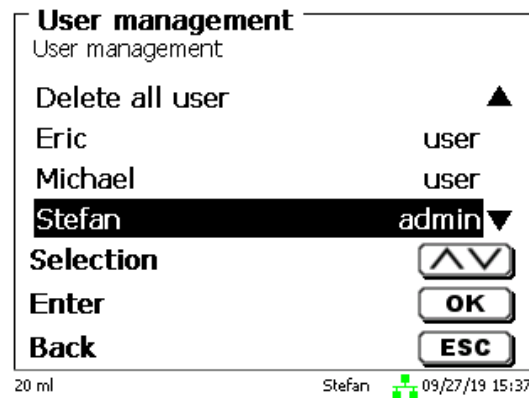 User management
User management
Delete all user
Eric user
Michael user
Stefan admin
Selection
Enter OK
Back ESC
20 ml Stefan 09/27/19 15:37